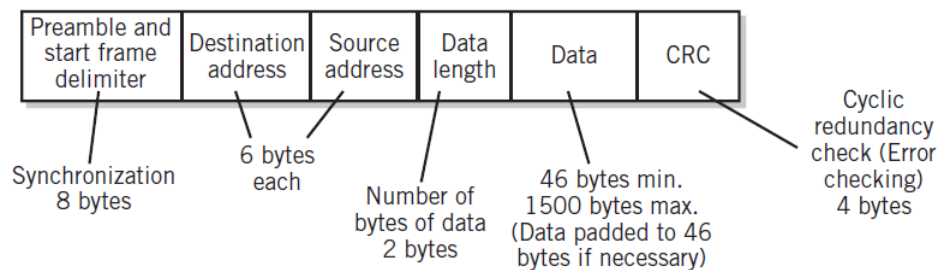 Preamble and
start frame
delimiter
Destination
address
Source
address
Data
length
Data
CRC
Synchronization
8 bytes
6 bytes
each
Number of
bytes of data
2 bytes
46 bytes min.
1500 bytes max.
(Data padded to 46
bytes if necessary)
Cyclic
redundancy
check (Error
checking)
4 bytes